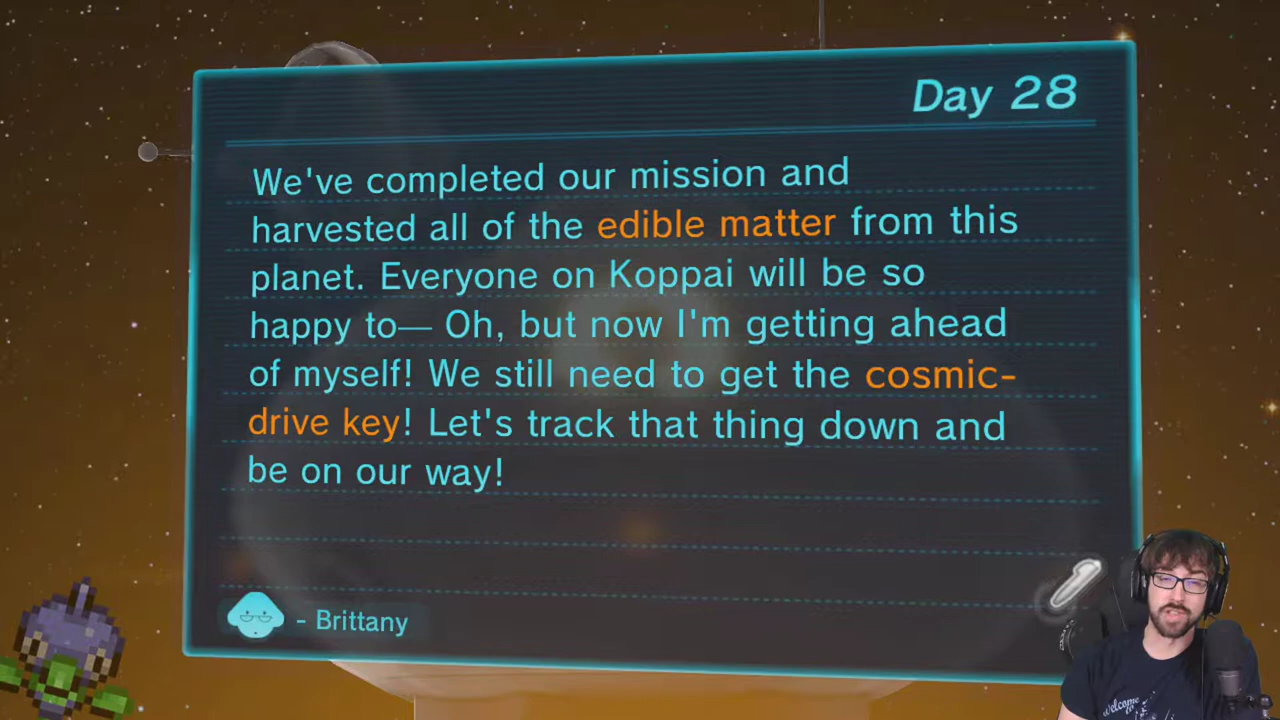 Day 28
We've completed our mission and
harvested all of the edible matter from this
planet. Everyone on Koppai will be so
happy to— Oh, but now I'm getting ahead
of myself! We still need to get the cosmic-
drive key! Let's track that thing down and
be on our way!
- Brittany
Welcome
to